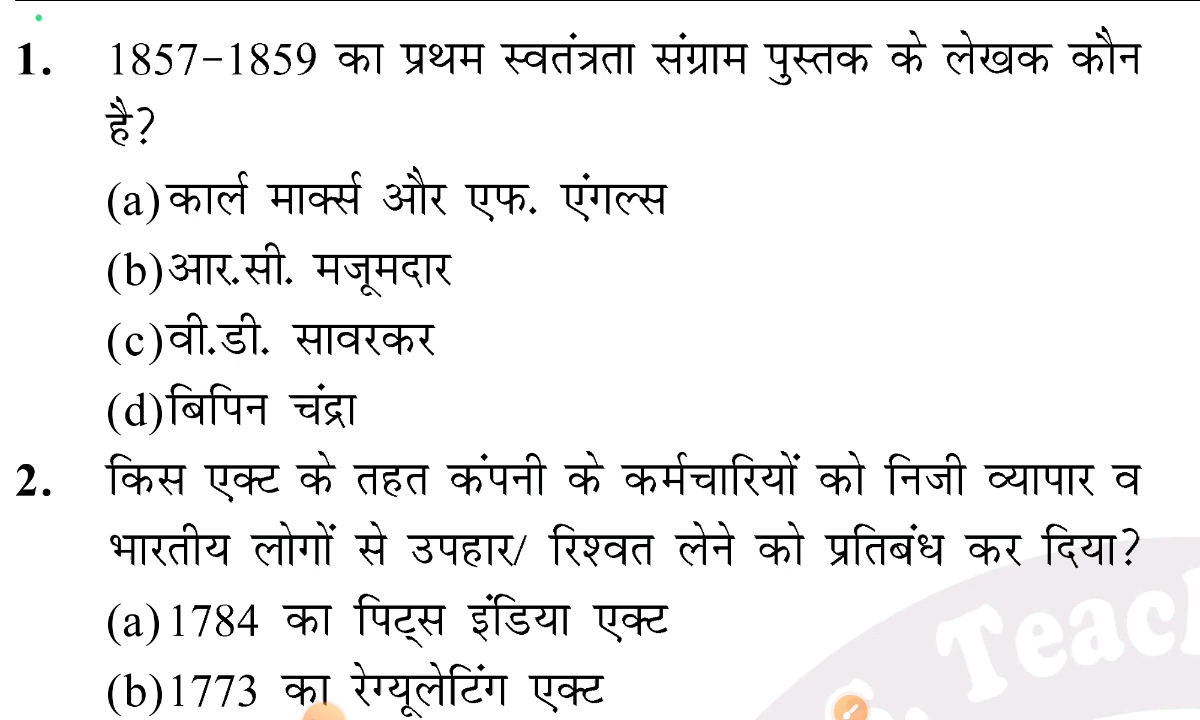 1. 1857-1859 का प्रथम स्वतंत्रता संग्राम पुस्तक के लेखक कौन
है?
(a) कार्ल मार्क्स और एफ. एंगल्स
(b) आर.सी. मजूमदार
(c) वी.डी. सावरकर
(d) बिपिन चंद्रा
2. किस एक्ट के तहत कंपनी के कर्मचारियों को निजी व्यापार व
भारतीय लोगों से उपहार/ रिश्वत लेने को प्रतिबंध कर दिया?
(a) 1784 का पिट्स इंडिया एक्ट
(b) 1773 का रेग्यूलेटिंग एक्ट